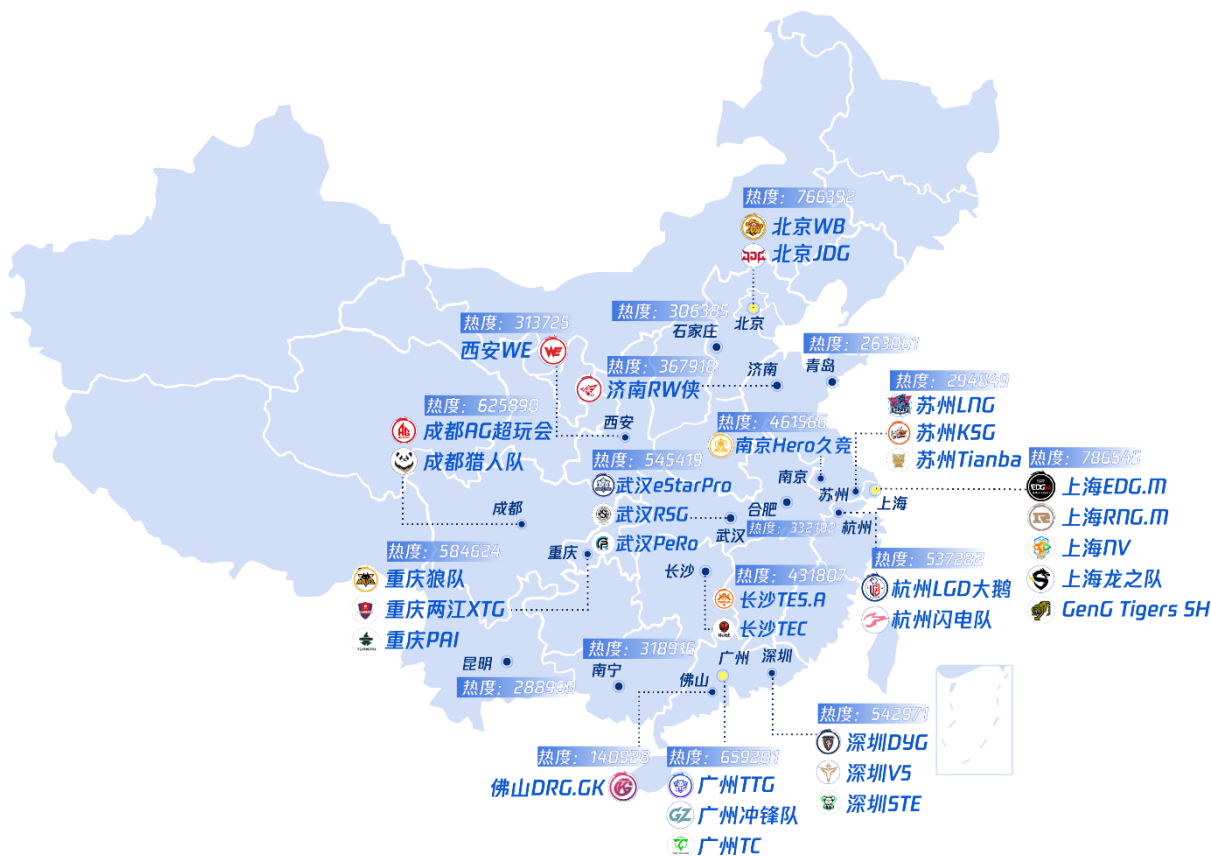 热度: 766392
北京WB
北京JDG
北京
热度: 306385
石家庄
热度: 313725
西安WE
西安
热度: 367918
济南RW侠
济南
热度: 263861
青岛
热度: 294849
苏州LNG
苏州KSG
苏州Tianba
苏州
热度: 625890
成都AG超玩会
成都猎人队
成都
热度: 461566
南京Hero久竞
南京
热度: 545419
武汉eStarPro
武汉RSG
武汉PeRo
武汉
热度: 786545
上海EDG.M
上海RNG.M
上海NV
上海龙之队
GenG Tigers SH
上海
合肥
杭州
热度: 537282
杭州LGD大鹅
杭州闪电队
热度: 584624
重庆狼队
重庆两江XTG
重庆PAI
重庆
长沙
热度: 431807
长沙TES.A
长沙TEC
昆明
热度: 318916
南宁
佛山
广州
深圳
热度: 542971
深圳DYG
深圳VS
深圳STE
热度: 140928
佛山DRG.GK
热度: 659281
广州TTG
广州冲锋队
广州TC